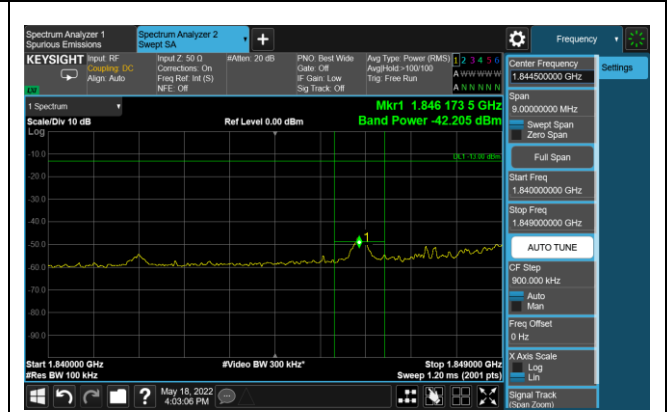 Spectrum Analyzer 1
Spurious Emissions
Spectrum Analyzer 2
Swept SA
Frequency
KEYSIGHT
Input: RF
Coupling: DC
Align: Auto
Input Z: 50 Ω
Corrections: On
Freq Ref: Int (S)
NFE: Off
#Atten: 20 dB
PNO: Best Wide
Gate: Off
IF Gain: Low
Sig Track: Off
Avg Type: Power (RMS)
Avg|Hold:>100/100
Trig: Free Run
1 2 3 4 5 6
A W W W W W
A N N N N N
LW
1 Spectrum
Scale/Div 10 dB
Log
Ref Level 0.00 dBm
Mkr1 1.846 173 5 GHz
Band Power -42.205 dBm
DL1 -13.00 dBm
-10.0
-20.0
-30.0
-40.0
-50.0
-60.0
-70.0
-80.0
-90.0
1
Start 1.840000 GHz
#Res BW 100 kHz
#Video BW 300 kHz*
Stop 1.849000 GHz
Sweep 1.20 ms (2001 pts)
Center Frequency
1.844500000 GHz
Settings
Span
9.00000000 MHz
Swept Span
Zero Span
Full Span
Start Freq
1.840000000 GHz
Stop Freq
1.849000000 GHz
AUTO TUNE
CF Step
900.000 kHz
Auto
Man
Freq Offset
0 Hz
X Axis Scale
Log
Lin
Signal Track
(Span Zoom)
?
May 18, 2022
4:03:06 PM